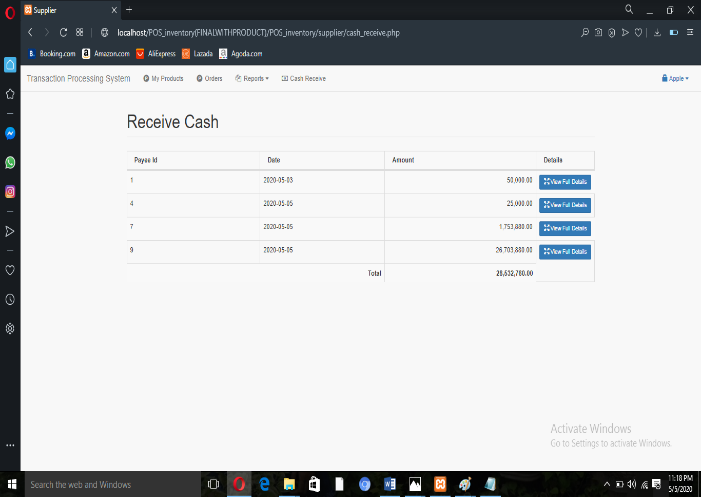 Supplier
localhost/POS_inventory(FINALWITHPRODUCT)/POS_inventory/supplier/cash_receive.php
B. Booking.com a Amazon.com AliExpress Lazada Agoda.com
Transaction Processing System My Products Orders Reports Cash Receive Apple
Receive Cash
Payee Id Date Amount Details
1 2020-05-03 50,000.00 View Full Details
4 2020-05-05 25,000.00 View Full Details
7 2020-05-05 1,753,880.00 View Full Details
9 2020-05-05 26,703,880.00 View Full Details
Total 28,532,760.00
Activate Windows
Go to Settings to activate Windows.
Search the web and Windows
11:18 PM
5/5/2020